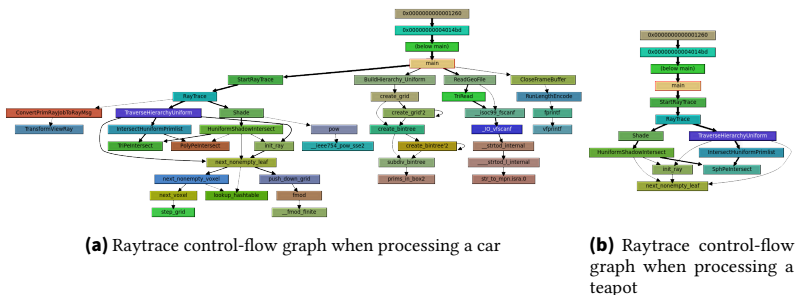 0x0000000000001260
0x00000000004014bd
(below main)
main
StartRayTrace
BuildHierarchy_Uniform
ReadGeoFile
CloseFrameBuffer
RayTrace
create_grid
TriRead
RunLengthEncode
ConvertPrimRayJobToRayMsg
TraverseHierarchyUniform
Shade
create_grid'2
__isoc99_fscanf
fprintf
TransformViewRay
IntersectHuniformPrimlist
HuniformShadowIntersect
pow
create_bintree
_IO_vfscanf
vfprintf
TriPeIntersect
PolyPeIntersect
init_ray
__ieee754_pow_sse2
create_bintree'2
__strtod_internal
next_nonempty_leaf
subdiv_bintree
____strtod_l_internal
next_nonempty_voxel
push_down_grid
prims_in_box2
str_to_mpn.isra.0
next_voxel
lookup_hashtable
fmod
step_grid
__fmod_finite
(a) Raytrace control-flow graph when processing a car
0x0000000000001260
0x00000000004014bd
(below main)
main
StartRayTrace
RayTrace
Shade
TraverseHierarchyUniform
HuniformShadowIntersect
IntersectHuniformPrimlist
init_ray
SphPeIntersect
next_nonempty_leaf
(b) Raytrace control-flow
graph when processing a
teapot